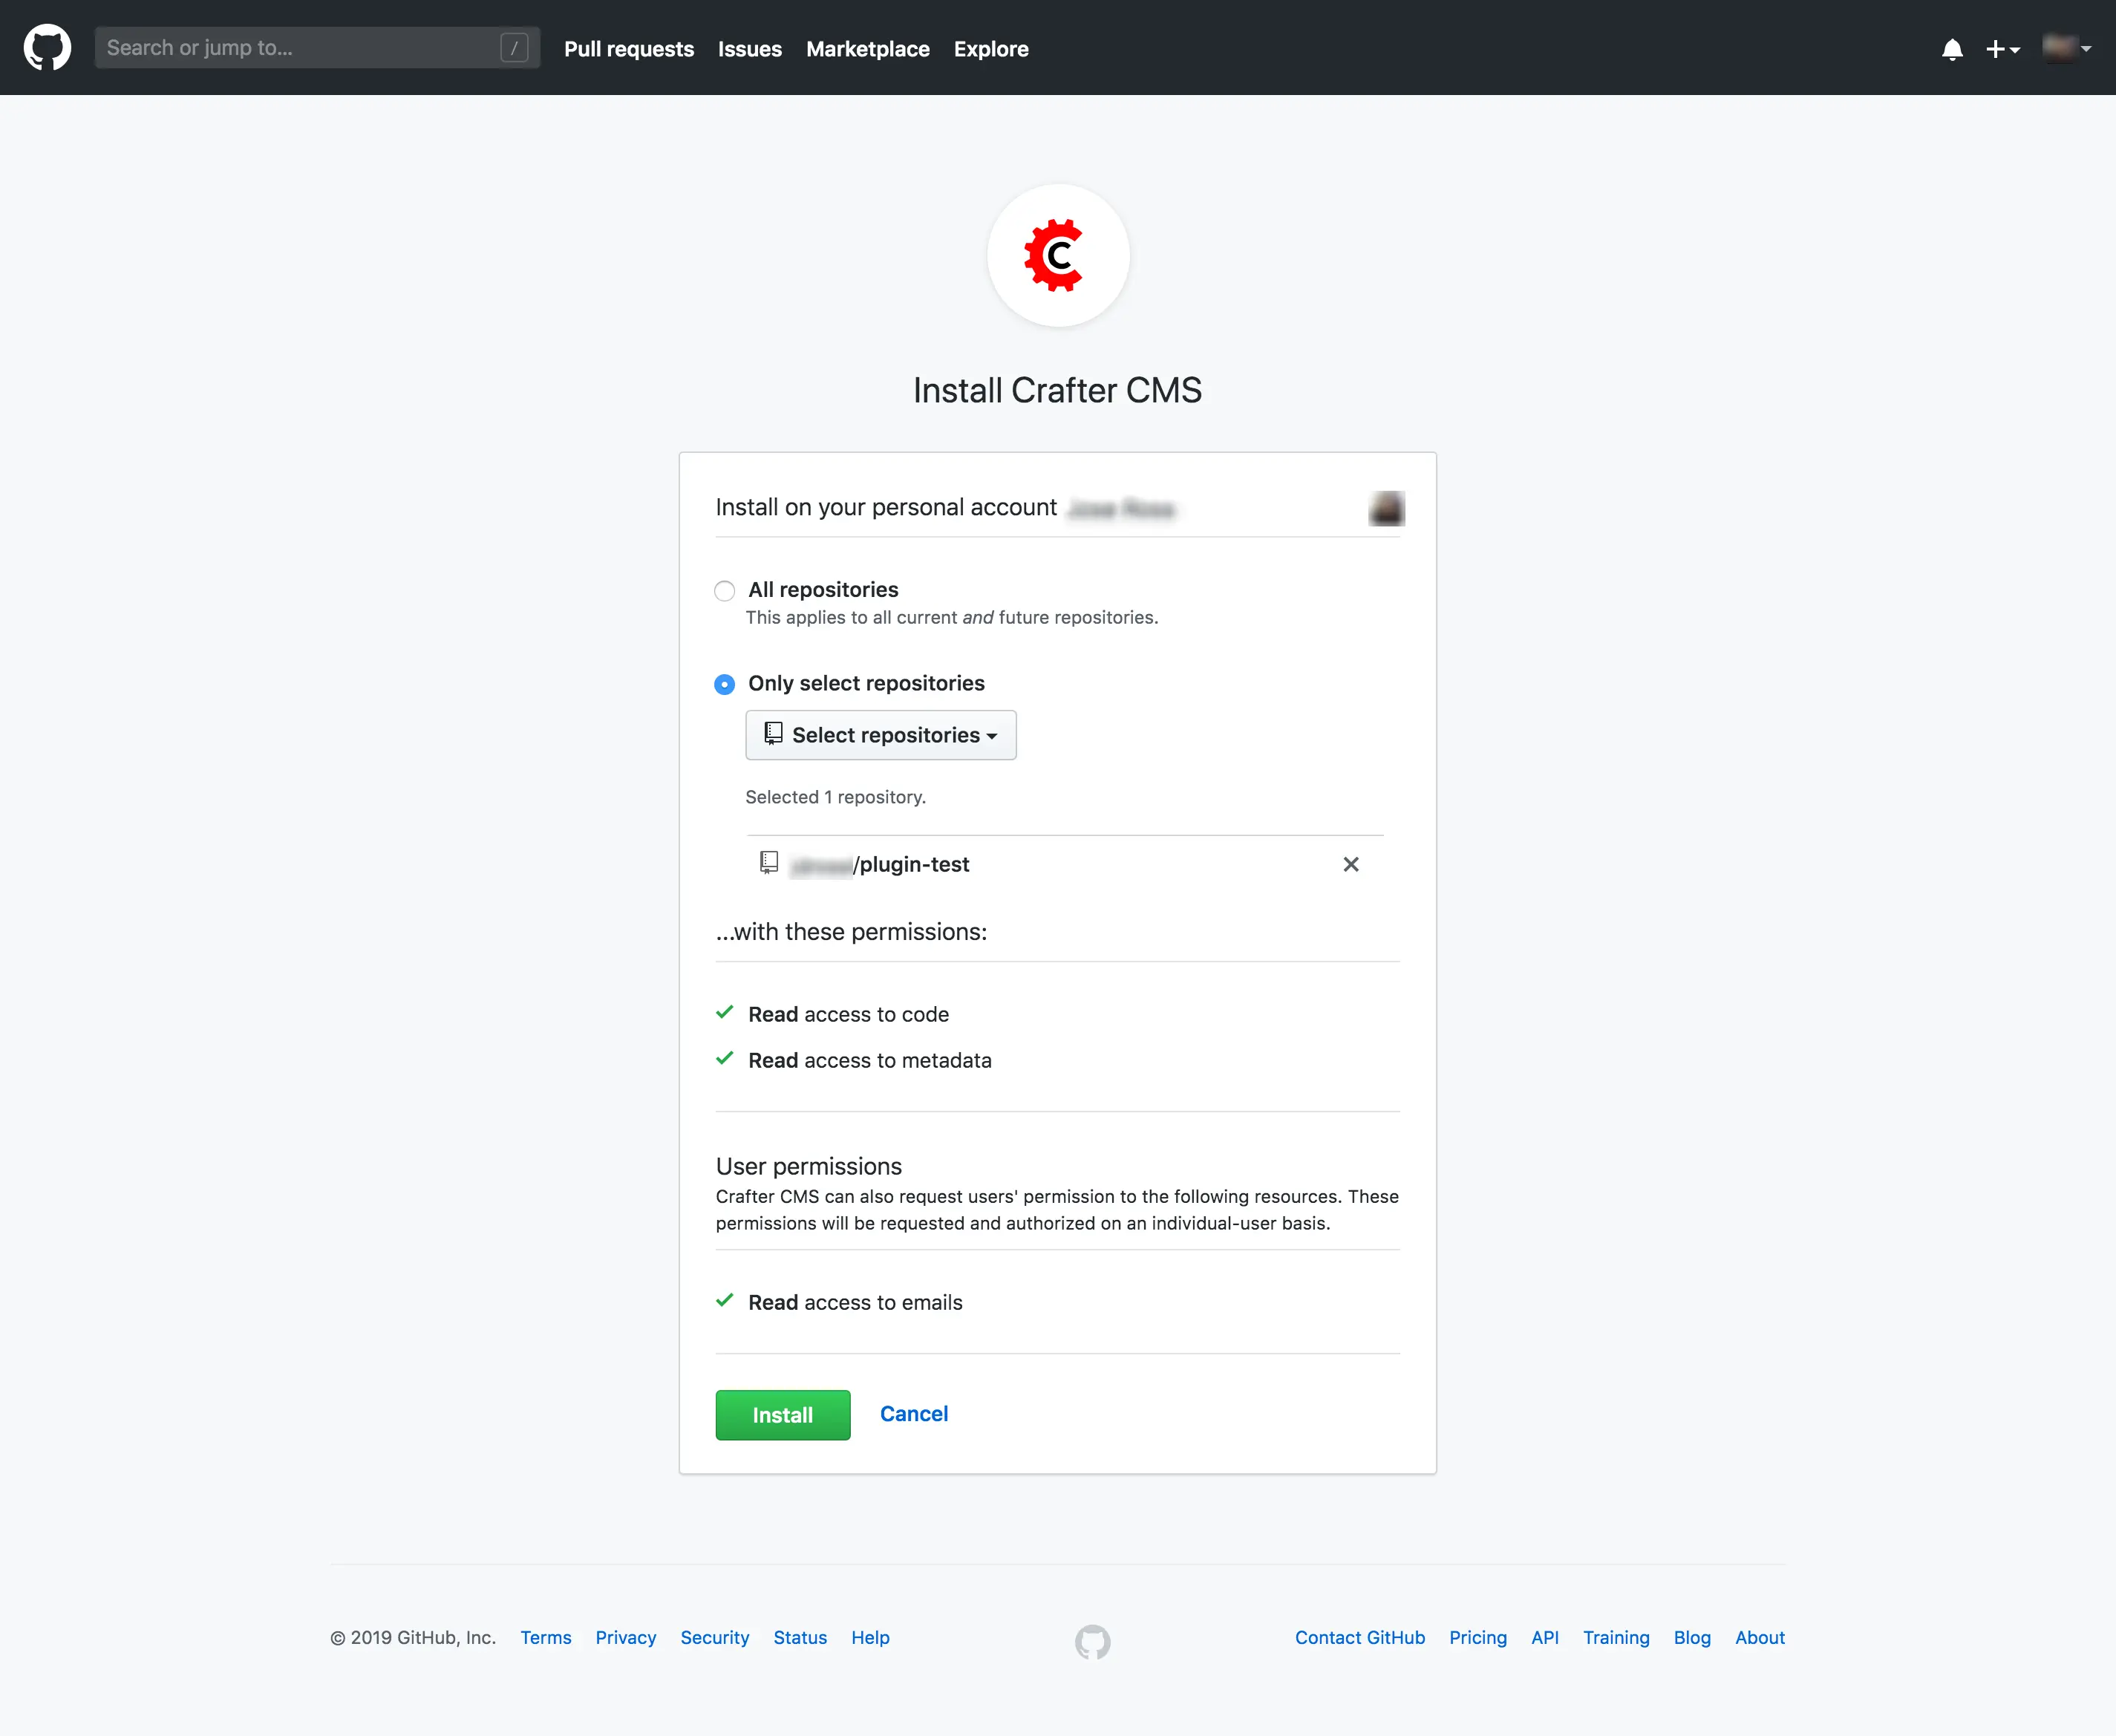 Search or jump to... / Pull requests Issues Marketplace Explore
C
Install Crafter CMS
Install on your personal account
All repositories
This applies to all current and future repositories.
Only select repositories
Select repositories
Selected 1 repository.
/plugin-test
...with these permissions:
Read access to code
Read access to metadata
User permissions
Crafter CMS can also request users' permission to the following resources. These
permissions will be requested and authorized on an individual-user basis.
Read access to emails
Install Cancel
© 2019 GitHub, Inc. Terms Privacy Security Status Help Contact GitHub Pricing API Training Blog About